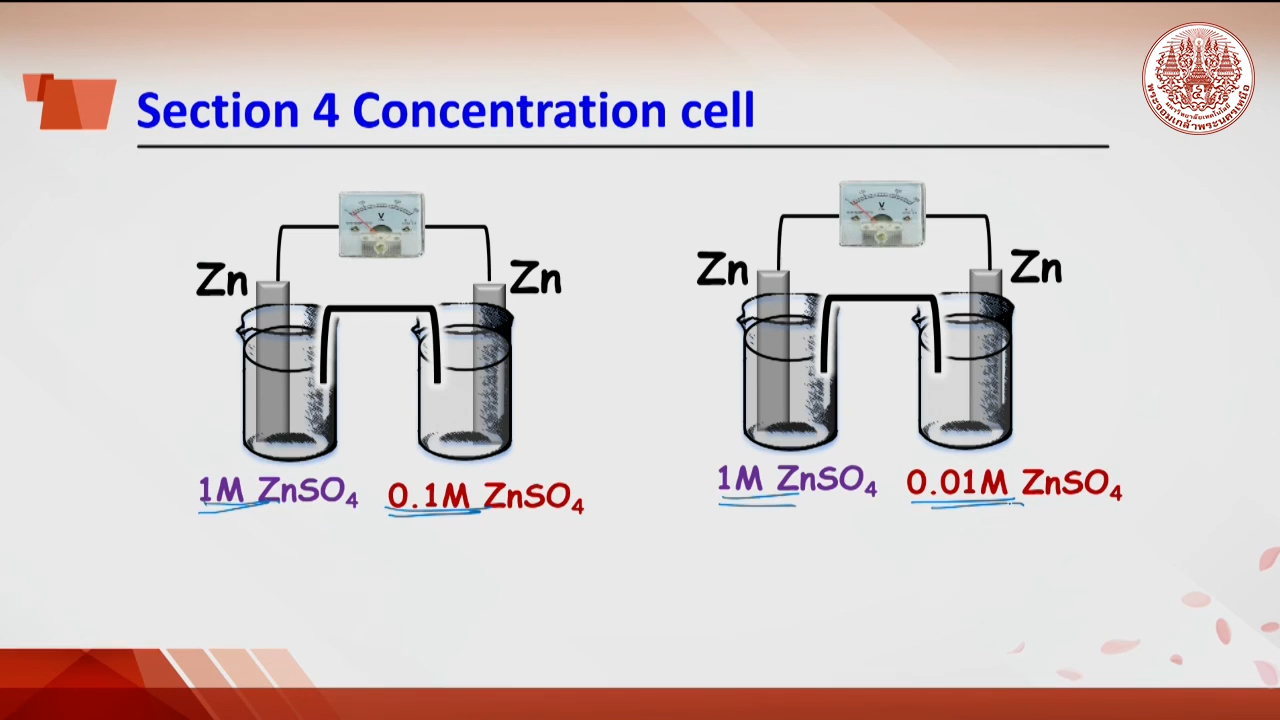 Section 4 Concentration cell
V
V
Zn
Zn
Zn
Zn
1M ZnSO₄
0.1M ZnSO₄
1M ZnSO₄
0.01M ZnSO₄